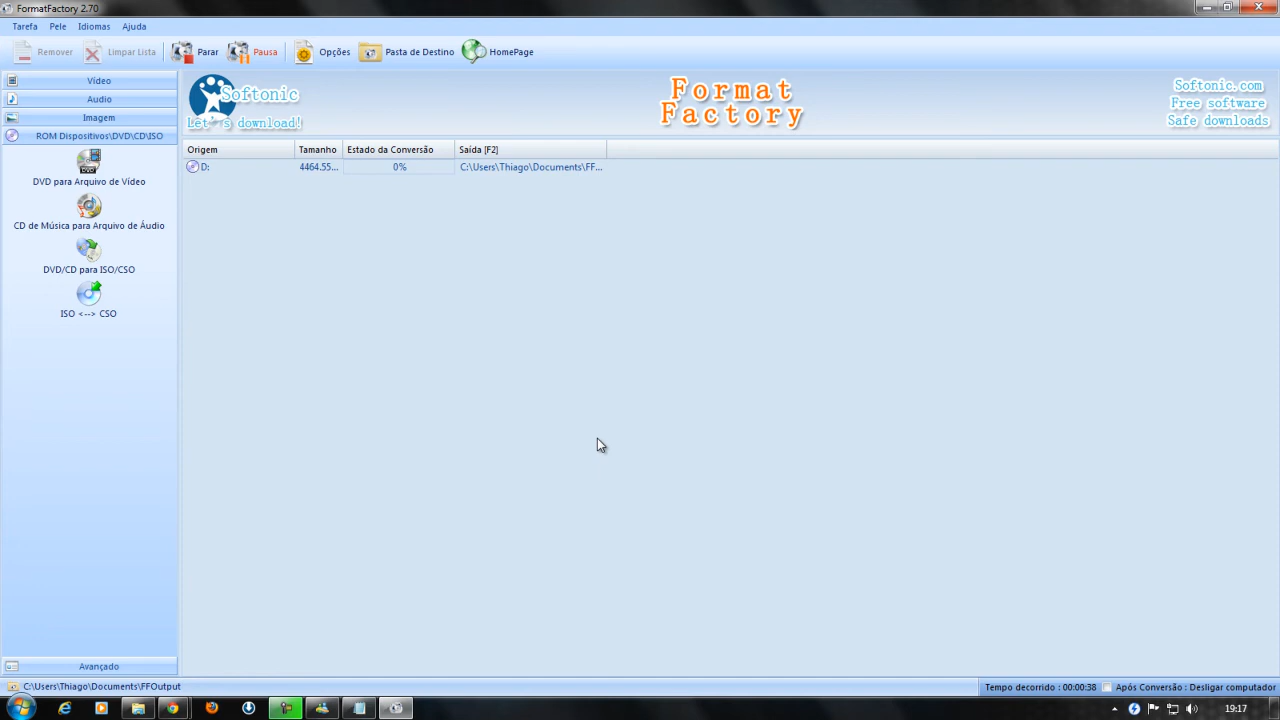 FormatFactory 2.70
Tarefa Pele Idiomas Ajuda
Remover Limpar Lista Parar Pausa Opções Pasta de Destino HomePage
Vídeo
Audio
Imagem
ROM Dispositivos\DVD\CD\ISO
DVD para Arquivo de Vídeo
CD de Música para Arquivo de Áudio
DVD/CD para ISO/CSO
ISO <--> CSO
Avançado
Softonic
Let's download!
Format
Factory
Softonic.com
Free software
Safe downloads
Origem Tamanho Estado da Conversão Saída [F2]
D: 4464.55... 0% C:\Users\Thiago\Documents\FF...
C:\Users\Thiago\Documents\FFOutput
Tempo decorrido : 00:00:38 Após Conversão : Desligar computador
19:17